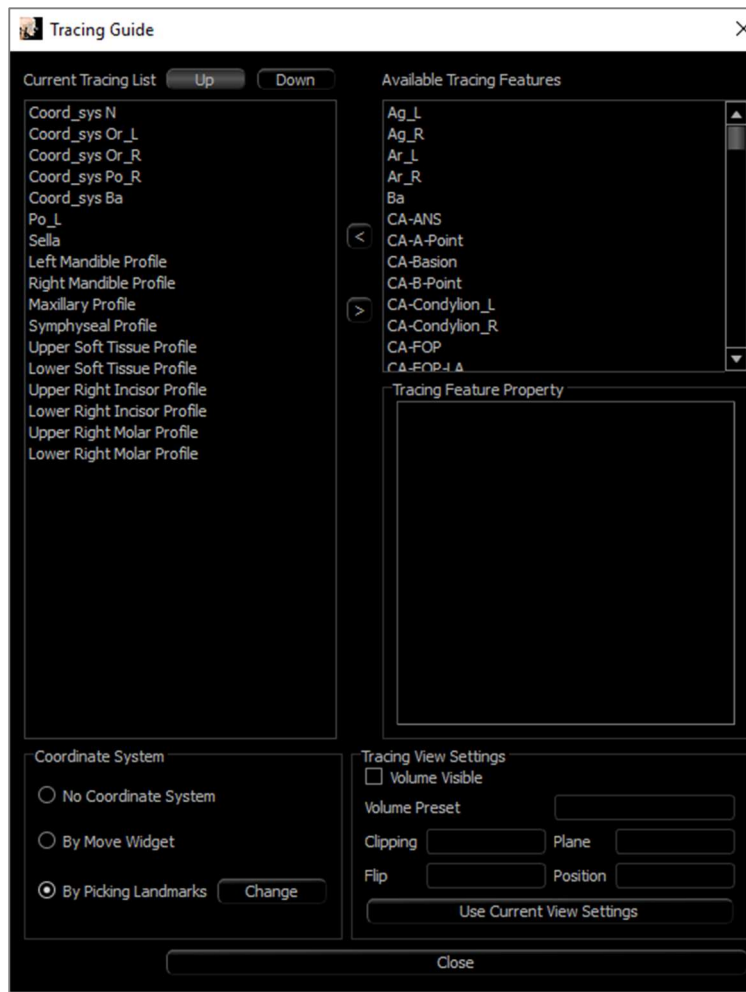 Tracing Guide
Current Tracing List Up Down
Coord_sys N
Coord_sys Or_L
Coord_sys Or_R
Coord_sys Po_R
Coord_sys Ba
Po_L
Sella
Left Mandible Profile
Right Mandible Profile
Maxillary Profile
Symphyseal Profile
Upper Soft Tissue Profile
Lower Soft Tissue Profile
Upper Right Incisor Profile
Lower Right Incisor Profile
Upper Right Molar Profile
Lower Right Molar Profile
<
>
Available Tracing Features
Ag_L
Ag_R
Ar_L
Ar_R
Ba
CA-ANS
CA-A-Point
CA-Basion
CA-B-Point
CA-Condylion_L
CA-Condylion_R
CA-FOP
CA-FOP-LA
Tracing Feature Property
Coordinate System
No Coordinate System
By Move Widget
By Picking Landmarks Change
Tracing View Settings
Volume Visible
Volume Preset
Clipping Plane
Flip Position
Use Current View Settings
Close